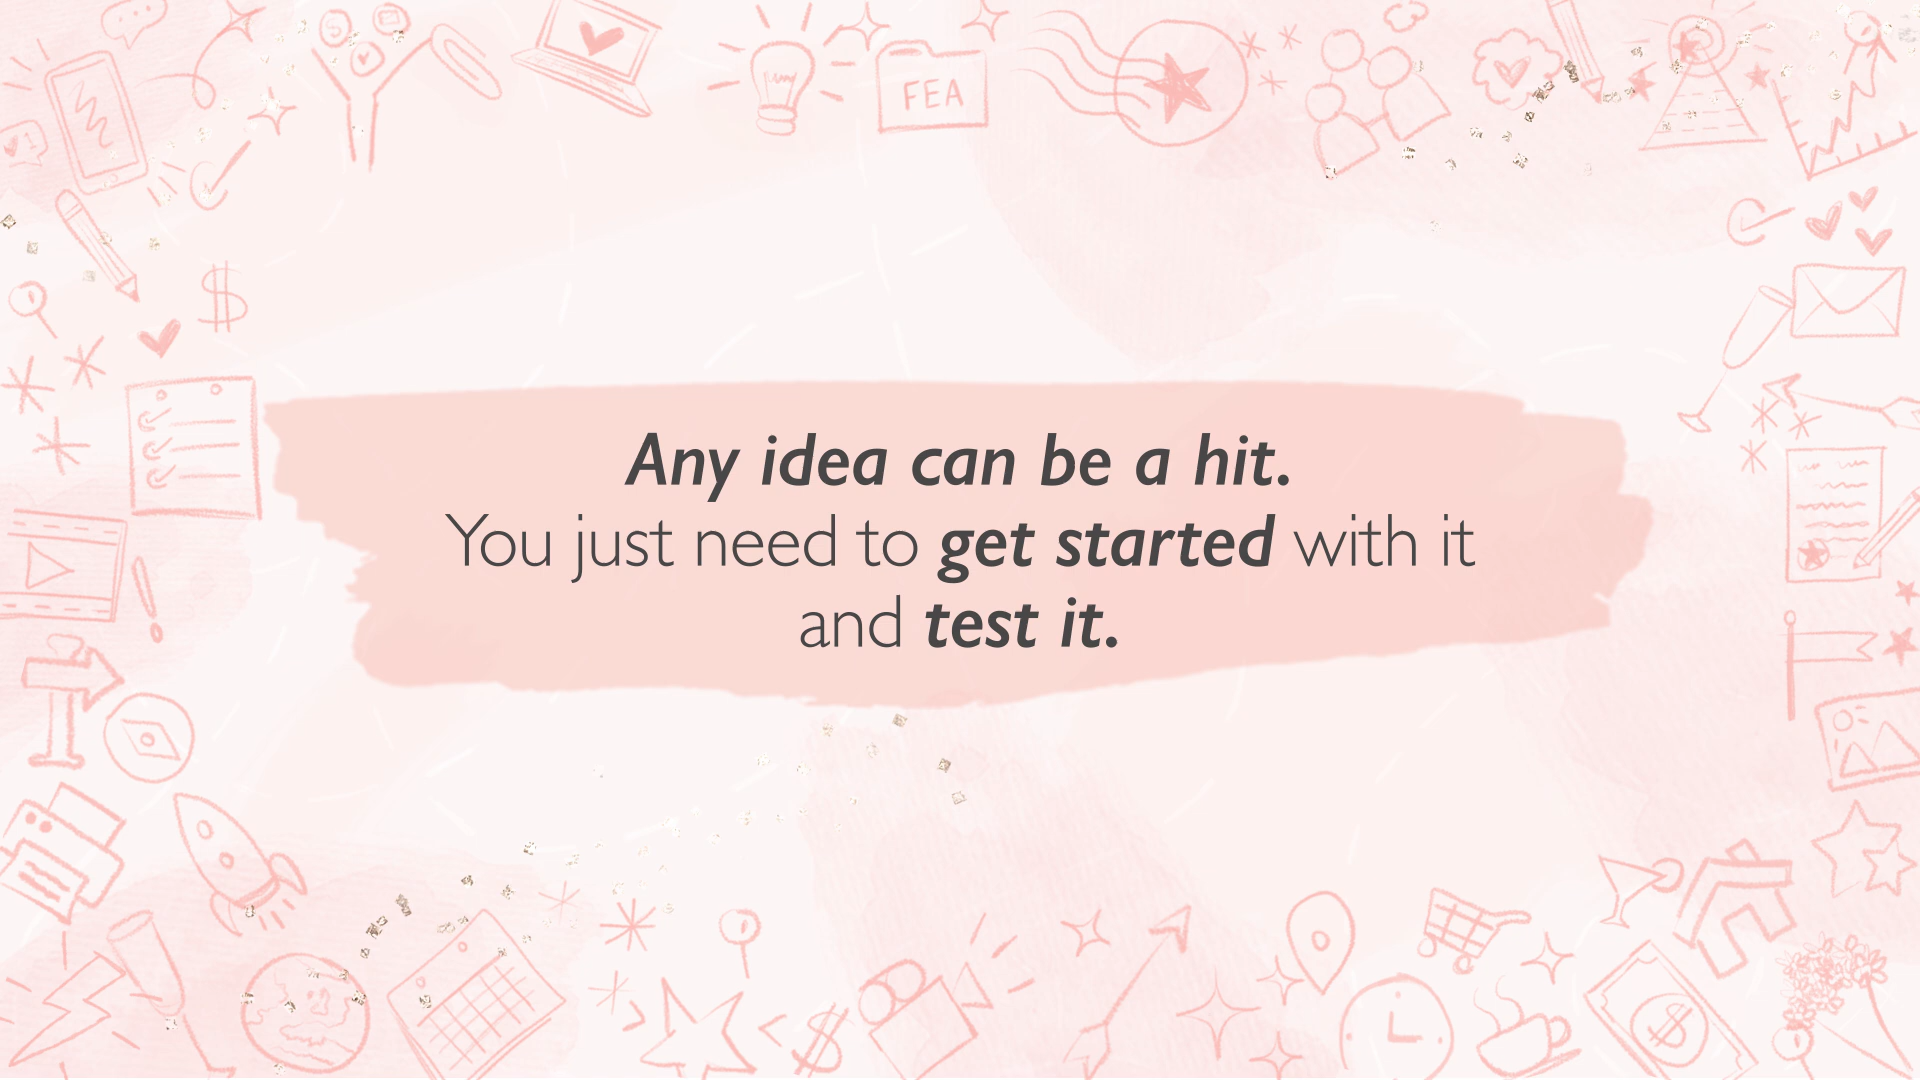 FEA
Any idea can be a hit.
You just need to get started with it
and test it.